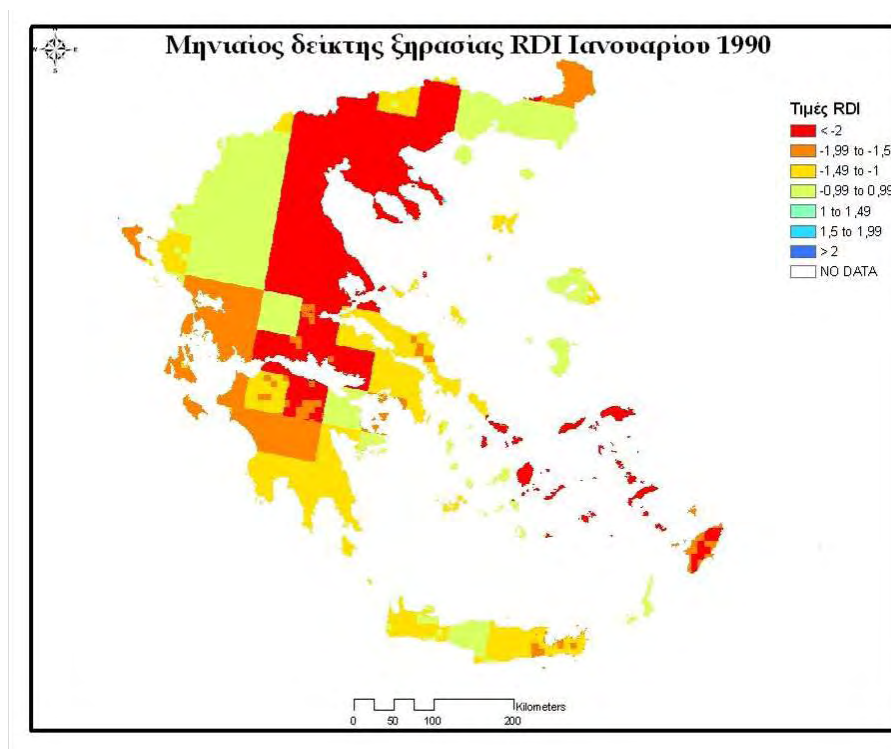 Μηνιαίος δείκτης ξηρασίας RDI Ιανουαρίου 1990
N
W E
S
Τιμές RDI
< -2
-1,99 to -1,5
-1,49 to -1
-0,99 to 0,99
1 to 1,49
1,5 to 1,99
> 2
NO DATA
Kilometers
0 50 100 200